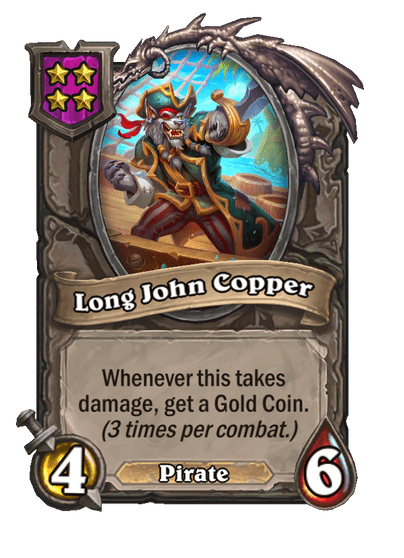 Long John Copper
Whenever this takes
damage, get a Gold Coin.
(3 times per combat.)
4
Pirate
6